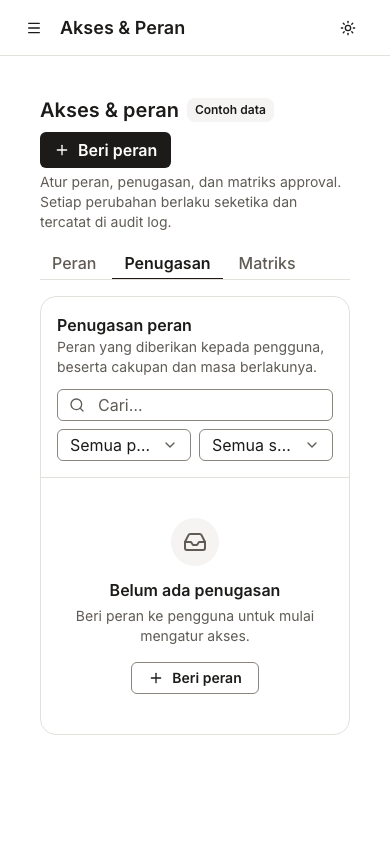 Akses & Peran
Akses & peran
Contoh data
Beri peran
Atur peran, penugasan, dan matriks approval.
Setiap perubahan berlaku seketika dan
tercatat di audit log.
Peran
Penugasan
Matriks
Penugasan peran
Peran yang diberikan kepada pengguna,
beserta cakupan dan masa berlakunya.
Cari...
Semua p...
Semua s...
Belum ada penugasan
Beri peran ke pengguna untuk mulai
mengatur akses.
Beri peran